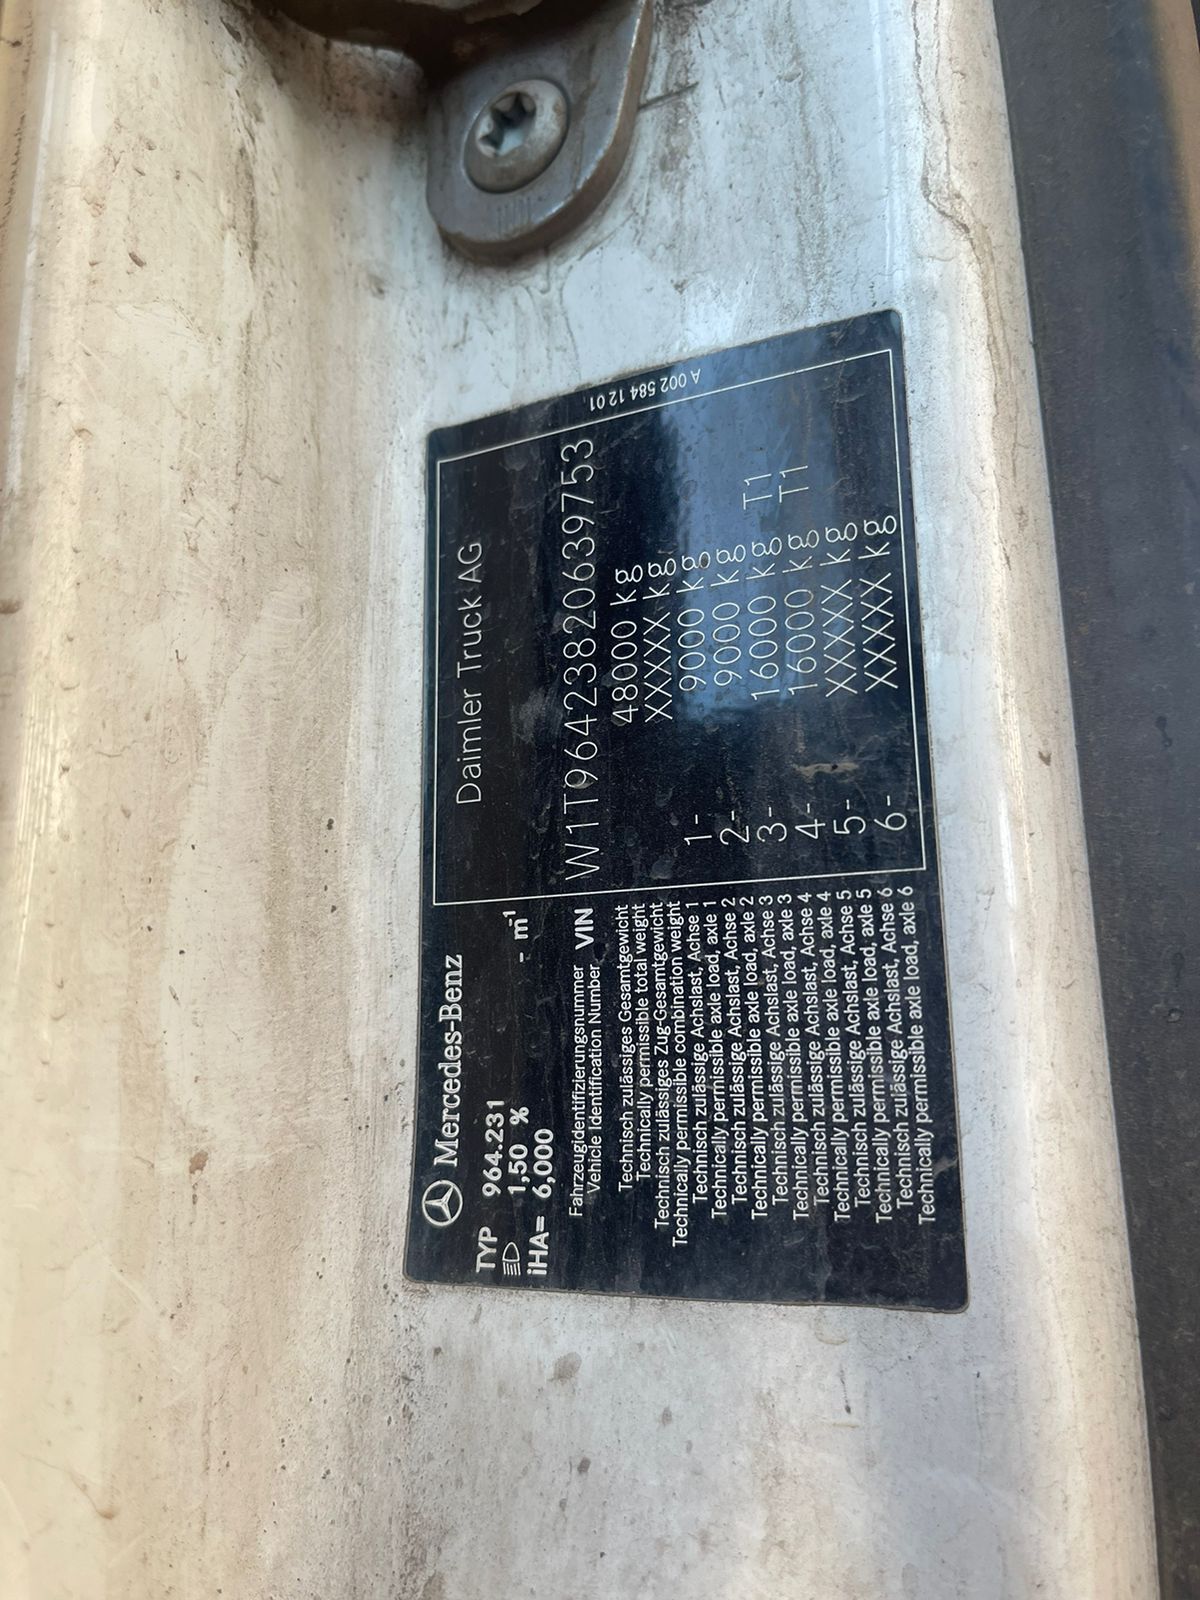 Mercedes-Benz
Daimler Truck AG
TYP 964.231
1,50 %
iHA= 6,000 - m⁻¹
Fahrzeugidentifizierungsnummer
Vehicle Identification Number VIN W1T96423820639753
Technisch zulässiges Gesamtgewicht
Technically permissible total weight 48000 kg
Technisch zulässiges Zug-Gesamtgewicht
Technically permissible combination weight XXXXX kg
Technisch zulässige Achslast, Achse 1
Technically permissible axle load, axle 1 1- 9000 kg
Technisch zulässige Achslast, Achse 2
Technically permissible axle load, axle 2 2- 9000 kg
Technisch zulässige Achslast, Achse 3
Technically permissible axle load, axle 3 3- 16000 kg T1
Technisch zulässige Achslast, Achse 4
Technically permissible axle load, axle 4 4- 16000 kg T1
Technisch zulässige Achslast, Achse 5
Technically permissible axle load, axle 5 5- XXXXX kg
Technisch zulässige Achslast, Achse 6
Technically permissible axle load, axle 6 6- XXXXX kg
A 002 584 12 01